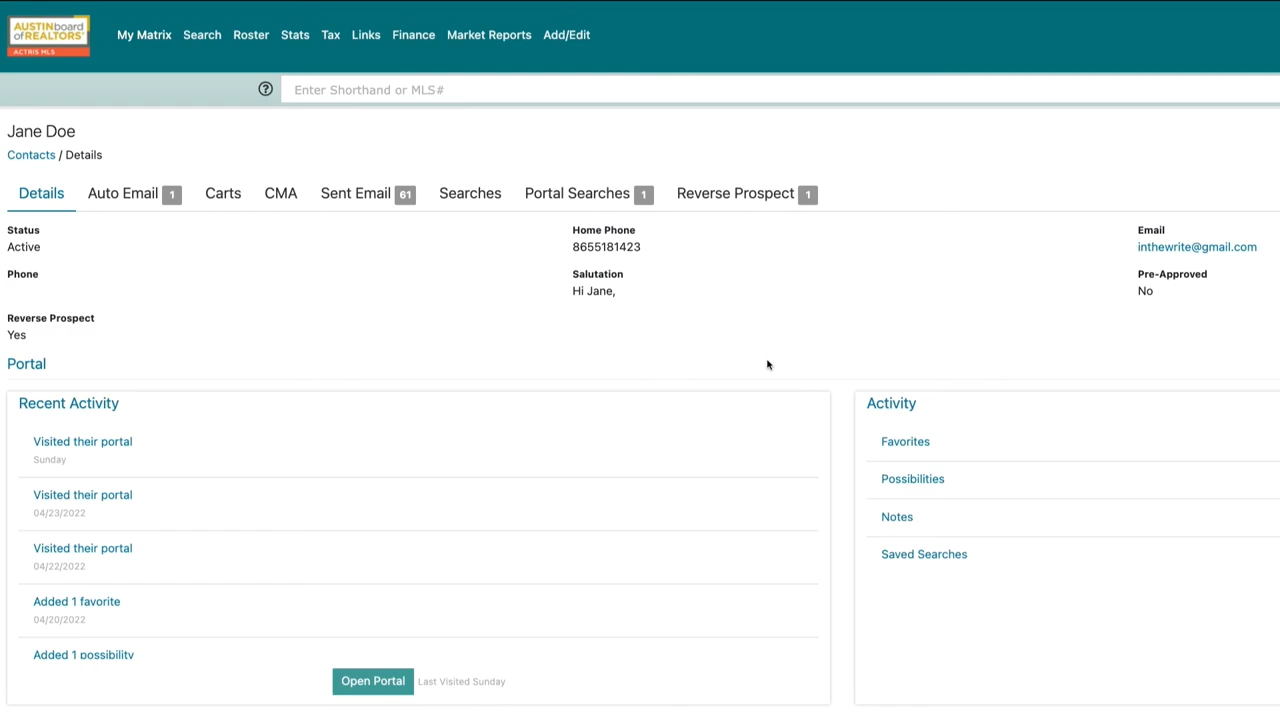 AUSTINboard
of REALTORS®
ACTRIS MLS
My Matrix Search Roster Stats Tax Links Finance Market Reports Add/Edit
? Enter Shorthand or MLS#
Jane Doe
Contacts / Details
Details Auto Email 1 Carts CMA Sent Email 61 Searches Portal Searches 1 Reverse Prospect 1
Status Home Phone Email
Active 8655181423 inthewrite@gmail.com
Phone Salutation Pre-Approved
Hi Jane, No
Reverse Prospect
Yes
Portal
Recent Activity Activity
Visited their portal Favorites
Sunday
Visited their portal Possibilities
04/23/2022 Notes
Visited their portal Saved Searches
04/22/2022
Added 1 favorite
04/20/2022
Added 1 possibility
Open Portal Last Visited Sunday